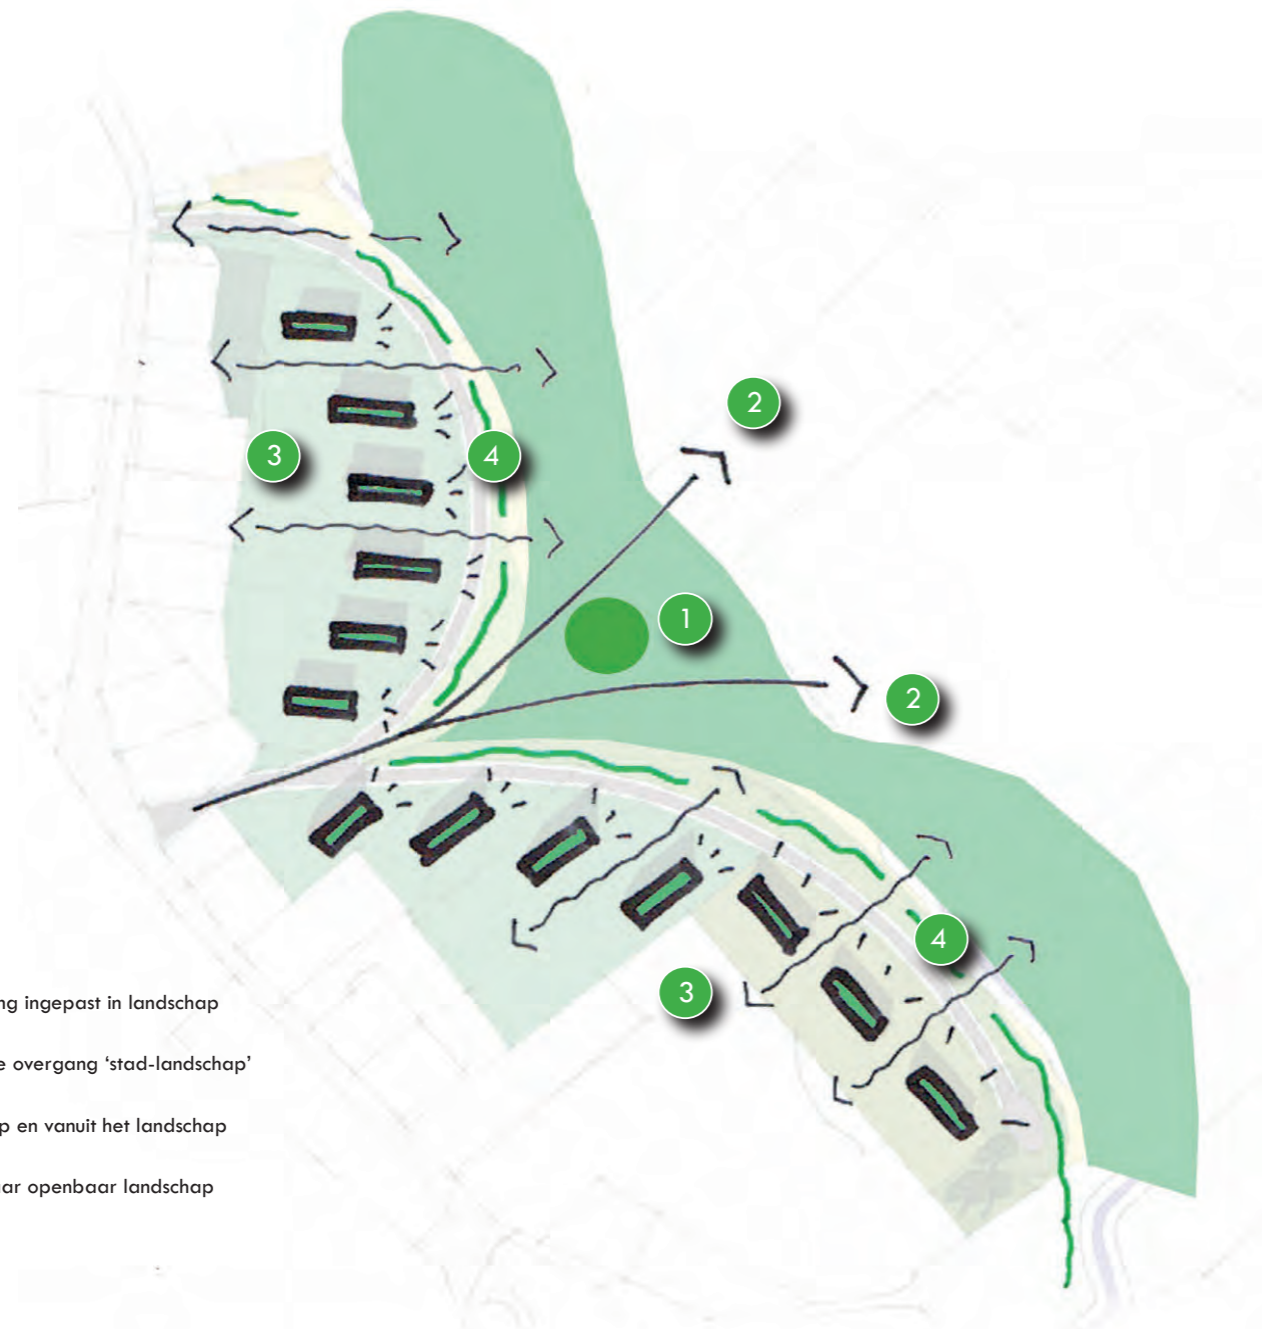 2
3
4
1
2
4
3
ng ingepast in landschap
e overgang ‘stad-landschap’
p en vanuit het landschap
ar openbaar landschap